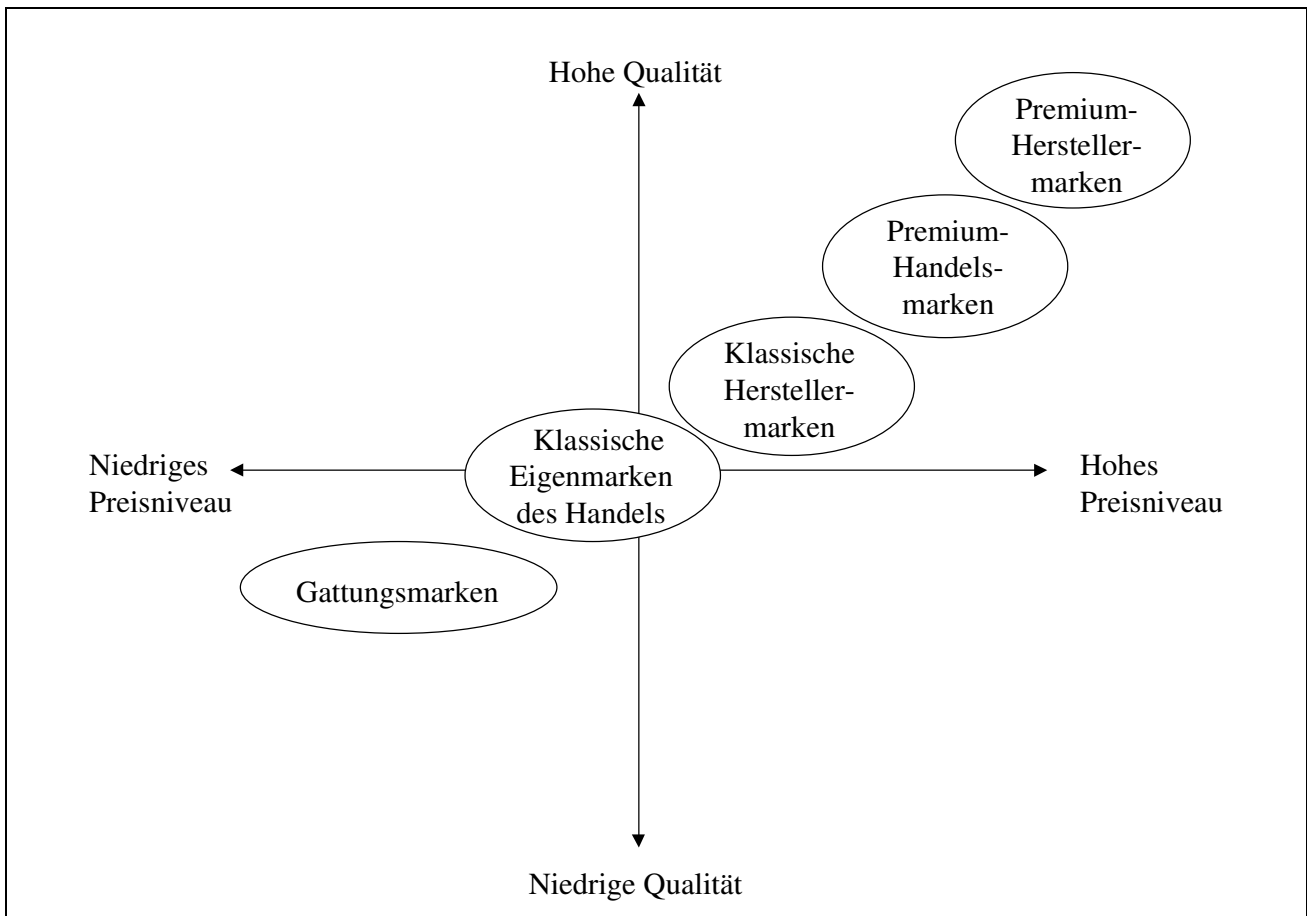 Hohe Qualität
Premium-
Hersteller-
marken
Premium-
Handels-
marken
Klassische
Hersteller-
marken
Klassische
Eigenmarken
des Handels
Niedriges
Preisniveau
Hohes
Preisniveau
Gattungsmarken
Niedrige Qualität